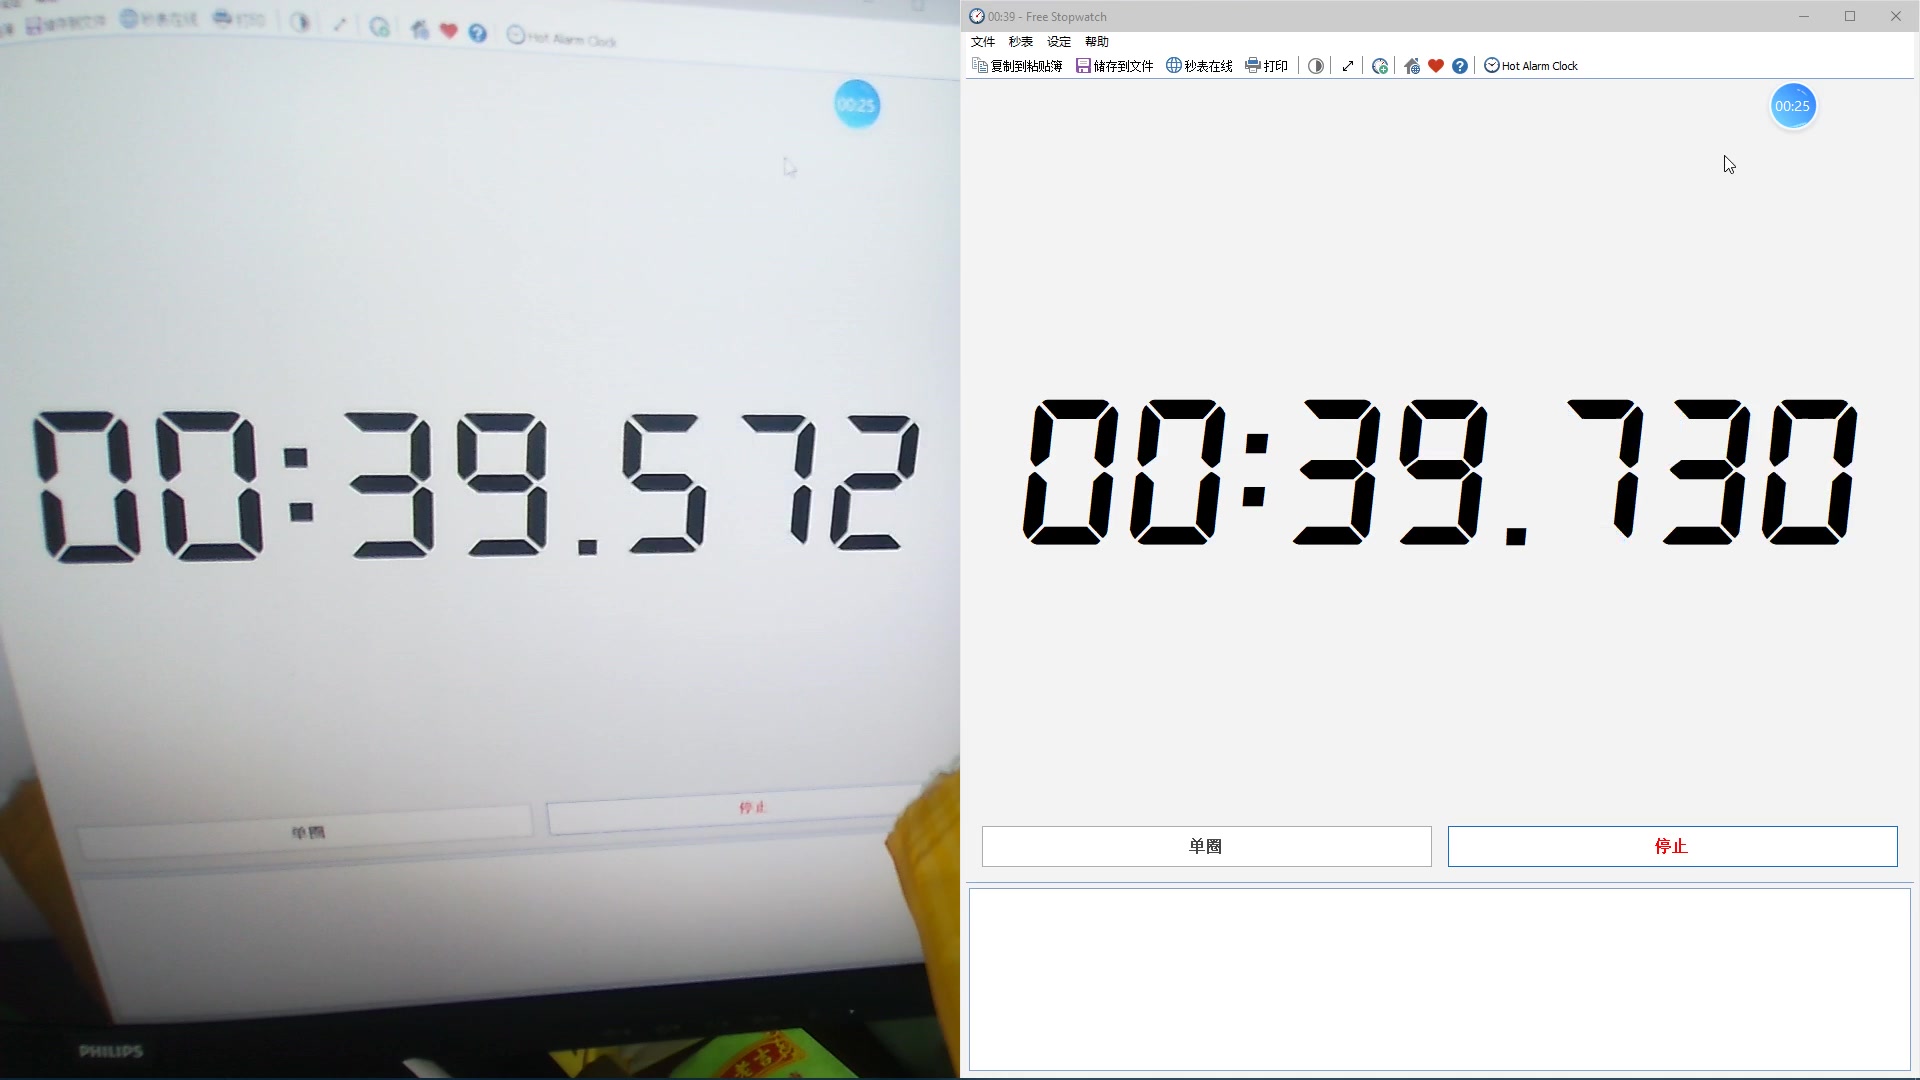 储存到文件 秒表在线 打印 Hot Alarm Clock
00:25
00:39.572
单圈 停止
PHILIPS
老吉
00:39 - Free Stopwatch
文件 秒表 设定 帮助
复制到粘贴簿 储存到文件 秒表在线 打印 Hot Alarm Clock
00:25
00:39.730
单圈 停止